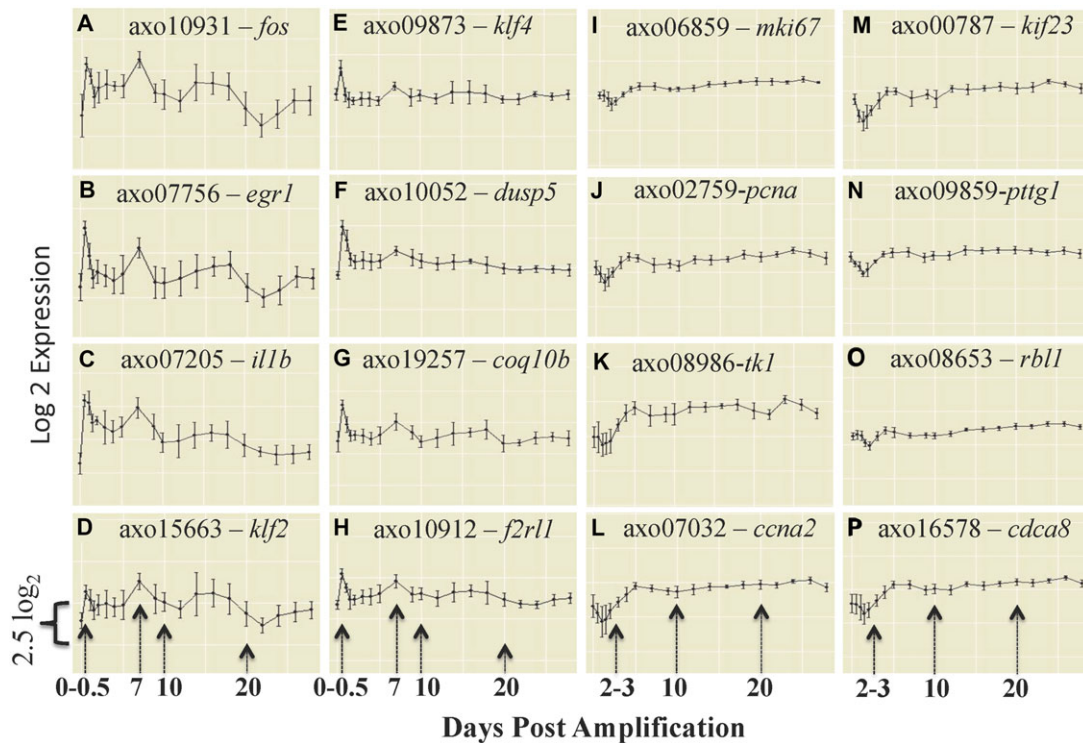 A axo10931 – fos
E axo09873 – klf4
I axo06859 – mki67
M axo00787 – kif23
B axo07756 – egr1
F axo10052 – dusp5
J axo02759-pcna
N axo09859-pttg1
C axo07205 – il1b
G axo19257 – coq10b
K axo08986-tk1
O axo08653 – rbl1
D axo15663 – klf2
H axo10912 – f2rl1
L axo07032 – ccna2
P axo16578 – cdca8
Log 2 Expression
2.5 log2
0-0.5 7 10 20
0-0.5 7 10 20
2-3 10 20
2-3 10 20
Days Post Amplification